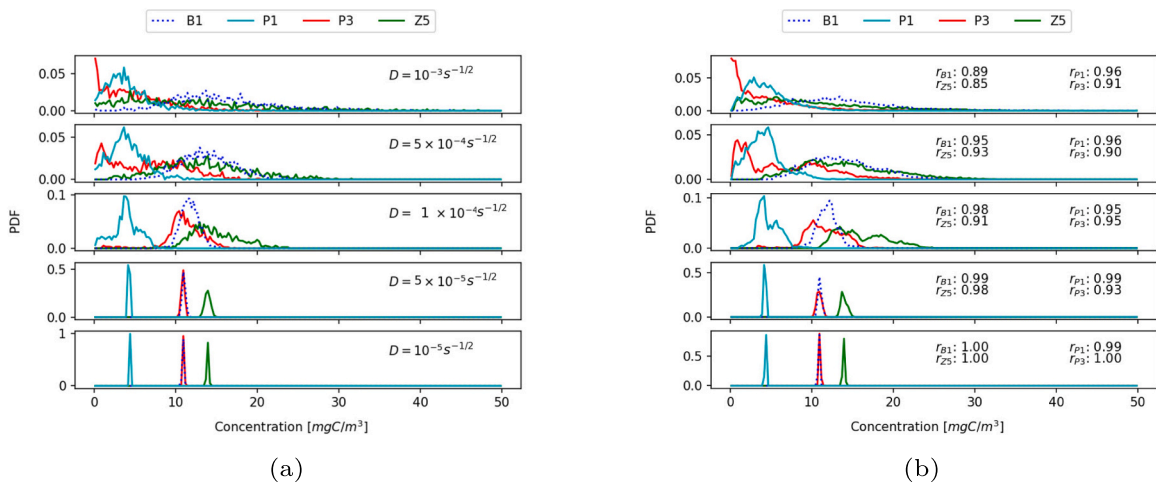 B1 P1 P3 Z5
0.05
0.00
D = 10⁻³s⁻¹/²
0.05
0.00
D = 5 × 10⁻⁴s⁻¹/²
0.1
0.0
D = 1 × 10⁻⁴s⁻¹/²
0.5
0.0
D = 5 × 10⁻⁵s⁻¹/²
1
0
D = 10⁻⁵s⁻¹/²
PDF
0 10 20 30 40 50
Concentration [mgC/m³]
(a)
B1 P1 P3 Z5
0.05
0.00
r_B1: 0.89 r_P1: 0.96
r_Z5: 0.85 r_P3: 0.91
0.05
0.00
r_B1: 0.95 r_P1: 0.96
r_Z5: 0.93 r_P3: 0.90
0.1
0.0
r_B1: 0.98 r_P1: 0.95
r_Z5: 0.91 r_P3: 0.95
0.5
0.0
r_B1: 0.99 r_P1: 0.99
r_Z5: 0.98 r_P3: 0.93
0.5
0.0
r_B1: 1.00 r_P1: 0.99
r_Z5: 1.00 r_P3: 1.00
PDF
0 10 20 30 40 50
Concentration [mgC/m³]
(b)